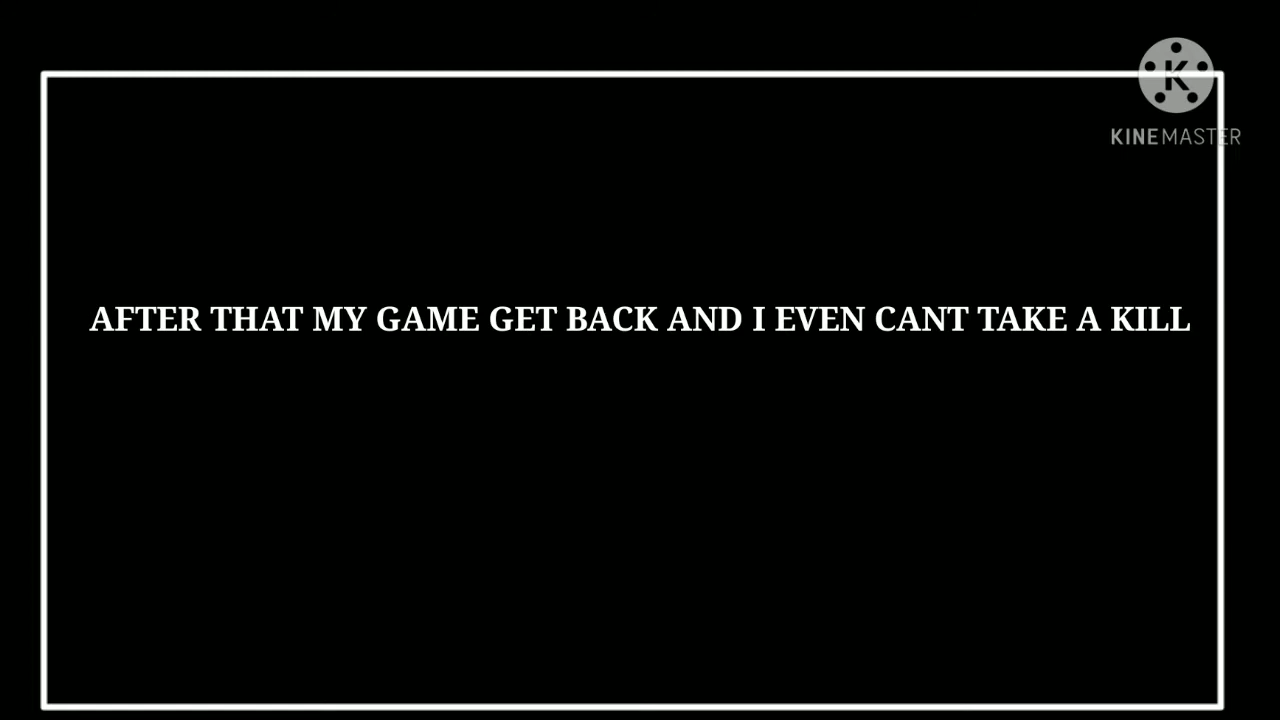 K
KINEMASTER
AFTER THAT MY GAME GET BACK AND I EVEN CANT TAKE A KILL